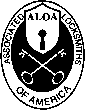 ASSOCIATED LOCKSMITHS
ALOA
OF AMERICA